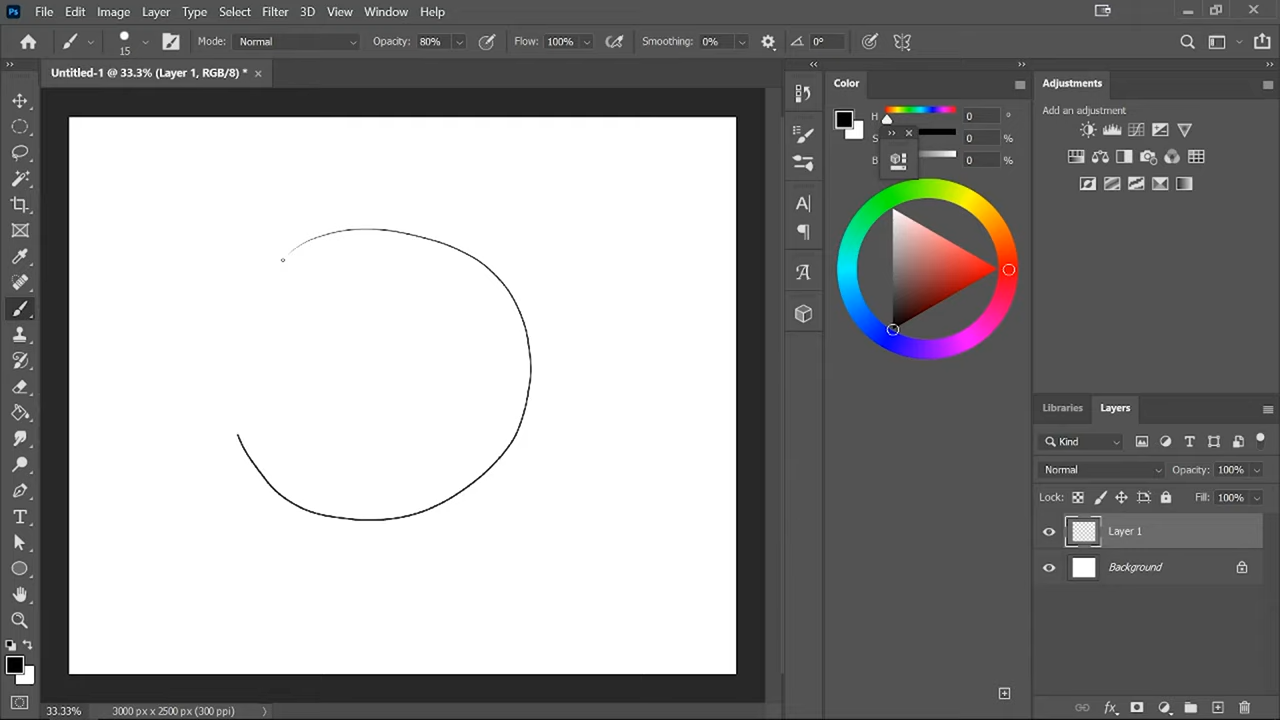 Ps File Edit Image Layer Type Select Filter 3D View Window Help
15 Mode: Normal Opacity: 80% Flow: 100% Smoothing: 0% 0°
Untitled-1 @ 33.3% (Layer 1, RGB/8) * ×
Color
H 0 °
S 0 %
B 0 %
Adjustments
Add an adjustment
Libraries Layers
Kind
Normal Opacity: 100%
Lock: Fill: 100%
Layer 1
Background
33.33% 3000 px x 2500 px (300 ppi)